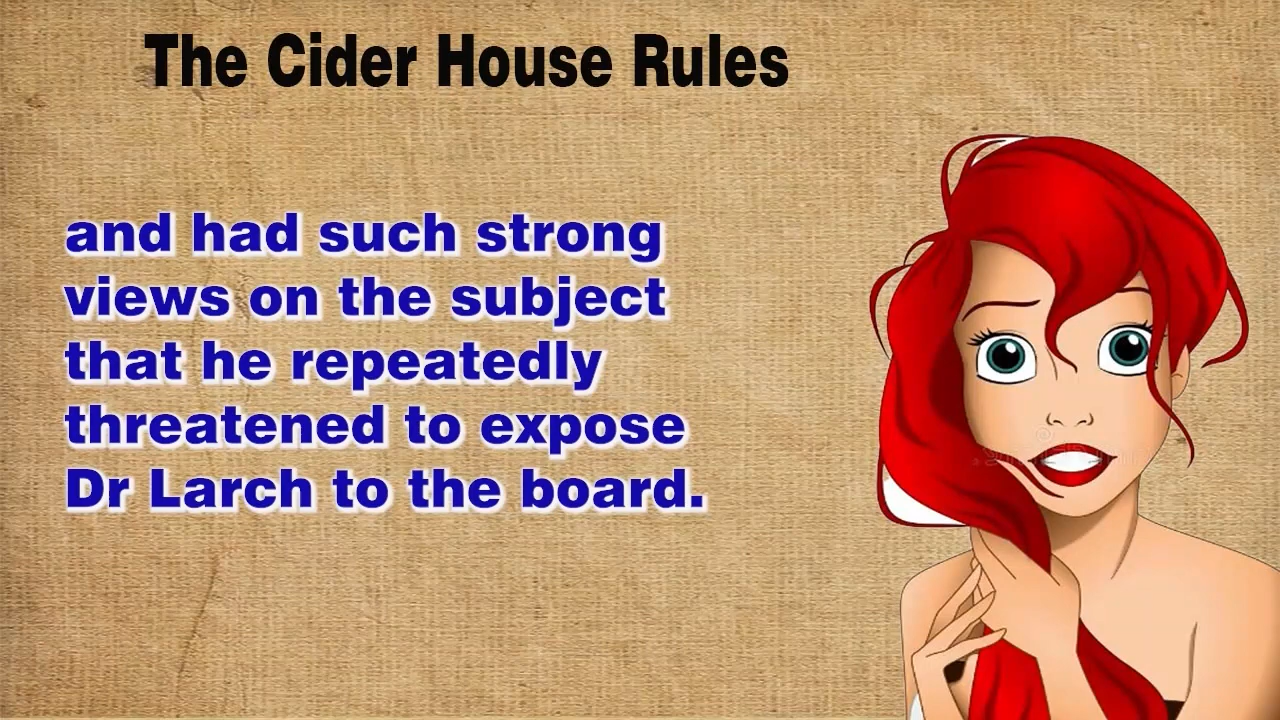 The Cider House Rules
and had such strong
views on the subject
that he repeatedly
threatened to expose
Dr Larch to the board.